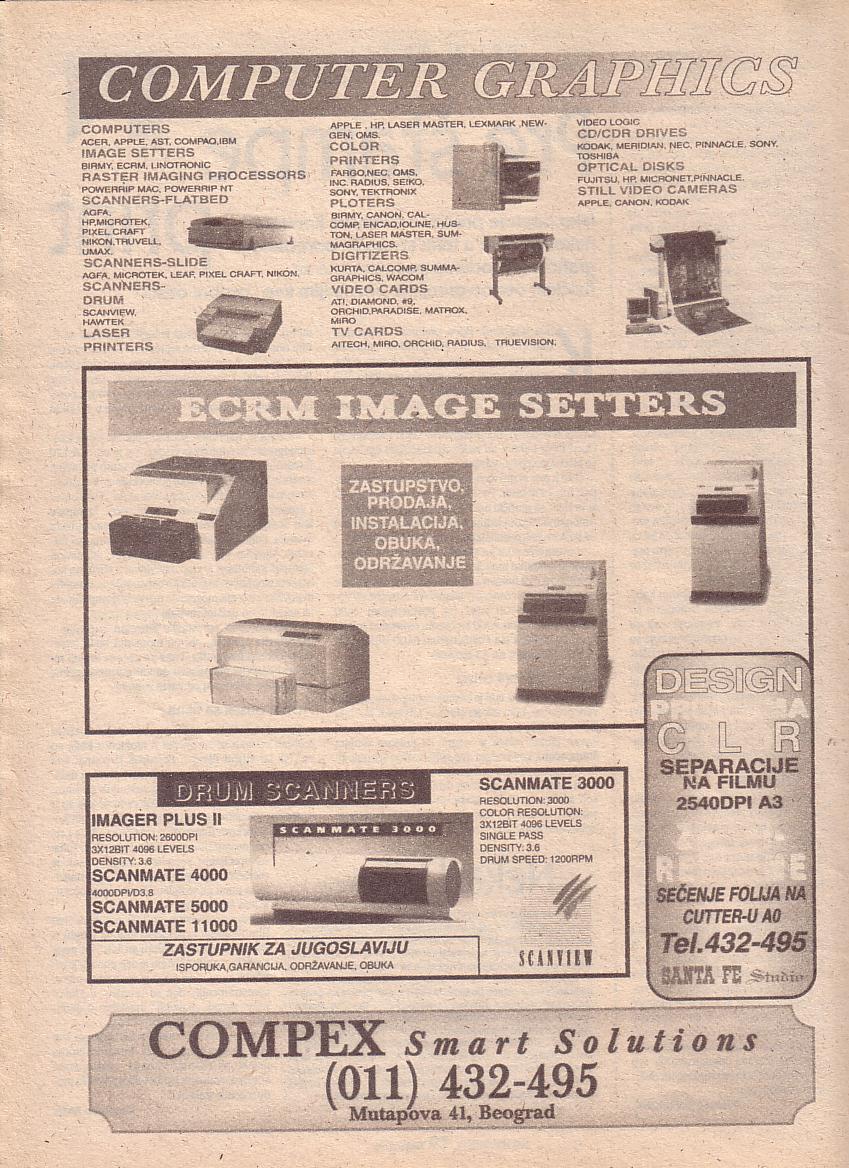 COMPUTER GRAPHICS
COMPUTERS
ACER, APPLE, AST, COMPAQ,IBM
IMAGE SETTERS
BIRMY, ECRM, LINOTRONIC
RASTER IMAGING PROCESSORS
POWERRIP MAC, POWERRIP NT
SCANNERS-FLATBED
AGFA,
HP,MICROTEK,
PIXEL CRAFT
NIKON,TRUVELL,
UMAX.
SCANNERS-SLIDE
AGFA, MICROTEK, LEAF, PIXEL CRAFT, NIKON,
SCANNERS-
DRUM
SCANVIEW,
HAWTEK
LASER
PRINTERS
APPLE , HP, LASER MASTER, LEXMARK ,NEW-
GEN, QMS.
COLOR
PRINTERS
FARGO,NEC, QMS,
INC. RADIUS, SEIKO,
SONY, TEKTRONIX
PLOTERS
BIRMY, CANON, CAL-
COMP, ENCAD,IOLINE, HUS-
TON, LASER MASTER, SUM-
MAGRAPHICS.
DIGITIZERS
KURTA, CALCOMP, SUMMA-
GRAPHICS, WACOM
VIDEO CARDS
ATI, DIAMOND, #9,
ORCHID,PARADISE, MATROX,
MIRO
TV CARDS
AITECH, MIRO, ORCHID, RADIUS, TRUEVISION,
VIDEO LOGIC
CD/CDR DRIVES
KODAK, MERIDIAN, NEC, PINNACLE, SONY,
TOSHIBA
OPTICAL DISKS
FUJITSU, HP, MICRONET,PINNACLE,
STILL VIDEO CAMERAS
APPLE, CANON, KODAK
ECRM IMAGE SETTERS
ZASTUPSTVO,
PRODAJA,
INSTALACIJA,
OBUKA,
ODRŽAVANJE
DRUM SCANNERS
IMAGER PLUS II
RESOLUTION: 2600DPI
3X12BIT 4096 LEVELS
DENSITY: 3.6
SCANMATE 4000
4000DPI/D3.8
SCANMATE 5000
SCANMATE 11000
SCANMATE 3000
SCANMATE 3000
RESOLUTION: 3000
COLOR RESOLUTION:
3X12BIT 4096 LEVELS
SINGLE PASS
DENSITY: 3.6
DRUM SPEED: 1200RPM
SCANVIEW
ZASTUPNIK ZA JUGOSLAVIJU
ISPORUKA,GARANCIJA, ODRŽAVANJE, OBUKA
DESIGN
C L R
SEPARACIJE
NA FILMU
2540DPI A3
SEČENJE FOLIJA NA
CUTTER-U A0
Tel.432-495
SANTA FE Studio
COMPEX Smart Solutions
(011) 432-495
Mutapova 41, Beograd